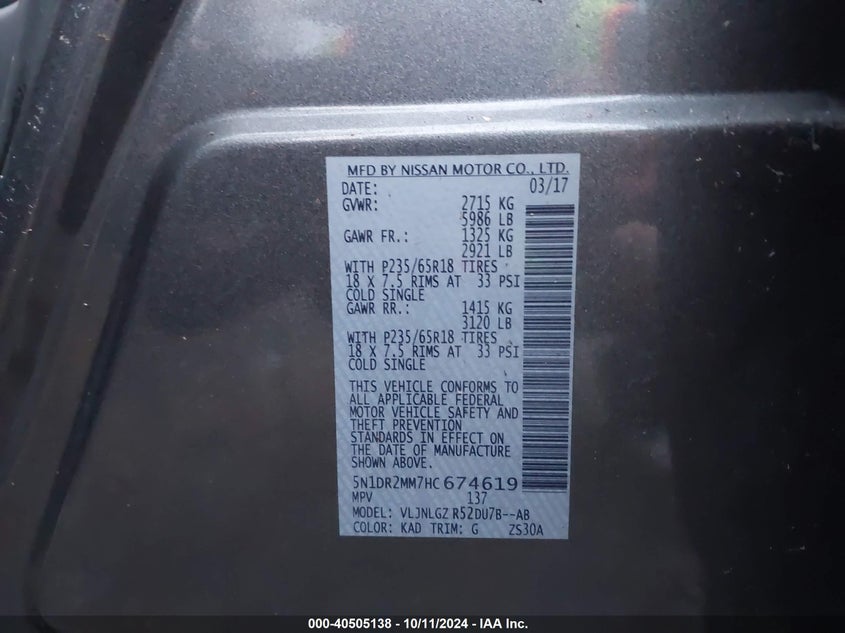 MFD BY NISSAN MOTOR CO., LTD.
DATE: 03/17
GVWR: 2715 KG
5986 LB
GAWR FR.: 1325 KG
2921 LB
WITH P235/65R18 TIRES
18 X 7.5 RIMS AT 33 PSI
COLD SINGLE
GAWR RR.: 1415 KG
3120 LB
WITH P235/65R18 TIRES
18 X 7.5 RIMS AT 33 PSI
COLD SINGLE
THIS VEHICLE CONFORMS TO
ALL APPLICABLE FEDERAL
MOTOR VEHICLE SAFETY AND
THEFT PREVENTION
STANDARDS IN EFFECT ON
THE DATE OF MANUFACTURE
SHOWN ABOVE.
5N1DR2MM7HC674619
MPV 137
MODEL: VLJNLGZ R52DU7B--AB
COLOR: KAD TRIM: G ZS30A
000-40505138 - 10/11/2024 - IAA Inc.